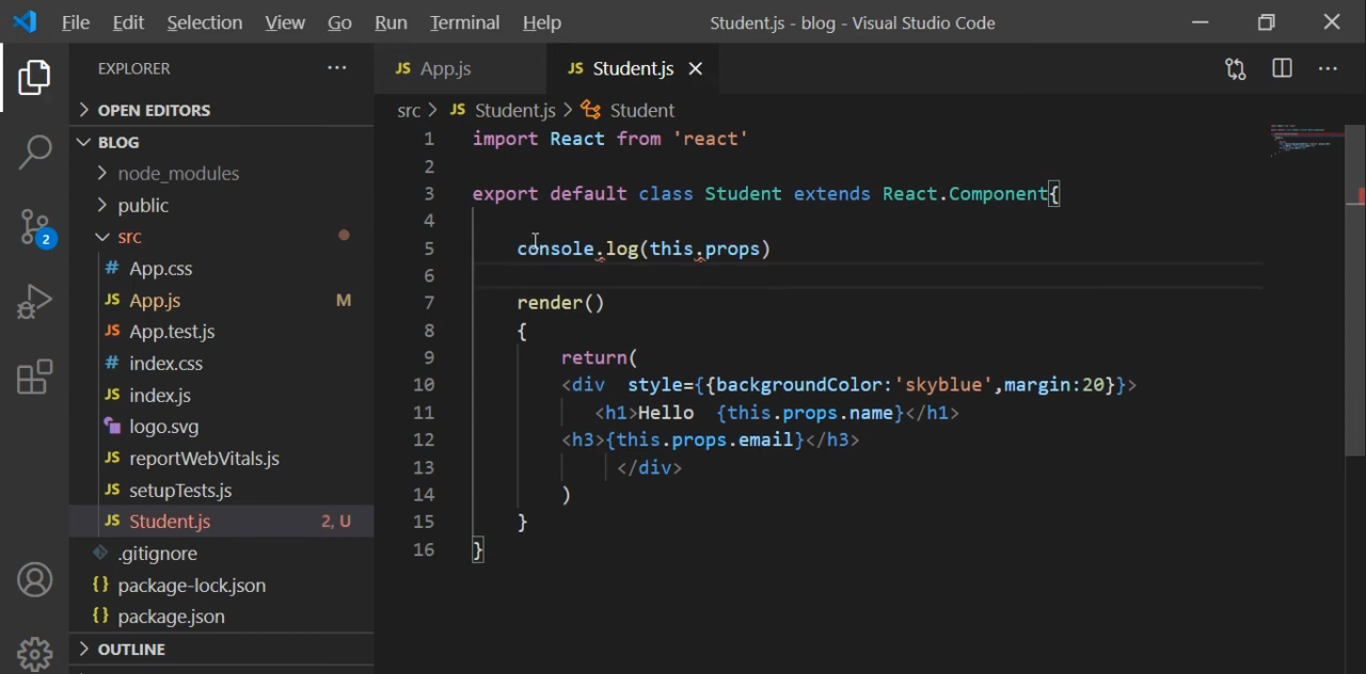 File Edit Selection View Go Run Terminal Help Student.js - blog - Visual Studio Code
EXPLORER ...
JS App.js JS Student.js
OPEN EDITORS
src > JS Student.js > Student
BLOG
node_modules
public
src
# App.css
JS App.js M
JS App.test.js
# index.css
JS index.js
logo.svg
JS reportWebVitals.js
JS setupTests.js
JS Student.js 2, U
.gitignore
{} package-lock.json
{} package.json
OUTLINE
2
1 import React from 'react'
2
3 export default class Student extends React.Component{
4
5 console.log(this.props)
6
7 render()
8 {
9 return(
10 <div  style={{backgroundColor:'skyblue',margin:20}}>
11 <h1>Hello  {this.props.name}</h1>
12 <h3>{this.props.email}</h3>
13 </div>
14 )
15 }
16 }